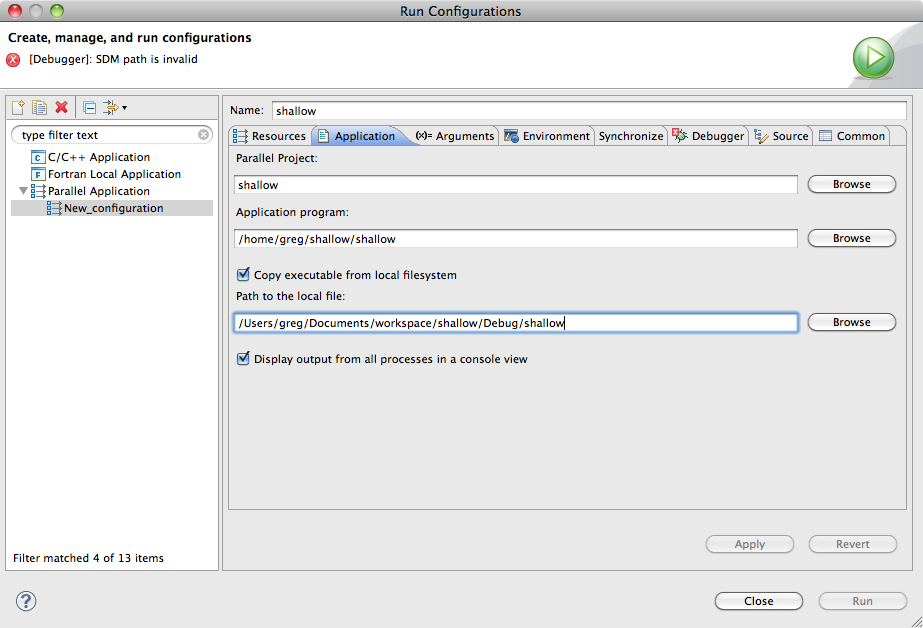 Run Configurations
Create, manage, and run configurations
[Debugger]: SDM path is invalid
type filter text
C/C++ Application
Fortran Local Application
Parallel Application
New_configuration
Filter matched 4 of 13 items
Name: shallow
Resources Application (x)= Arguments Environment Synchronize Debugger Source Common
Parallel Project:
shallow Browse
Application program:
/home/greg/shallow/shallow Browse
Copy executable from local filesystem
Path to the local file:
/Users/greg/Documents/workspace/shallow/Debug/shallow Browse
Display output from all processes in a console view
Apply Revert
? Close Run